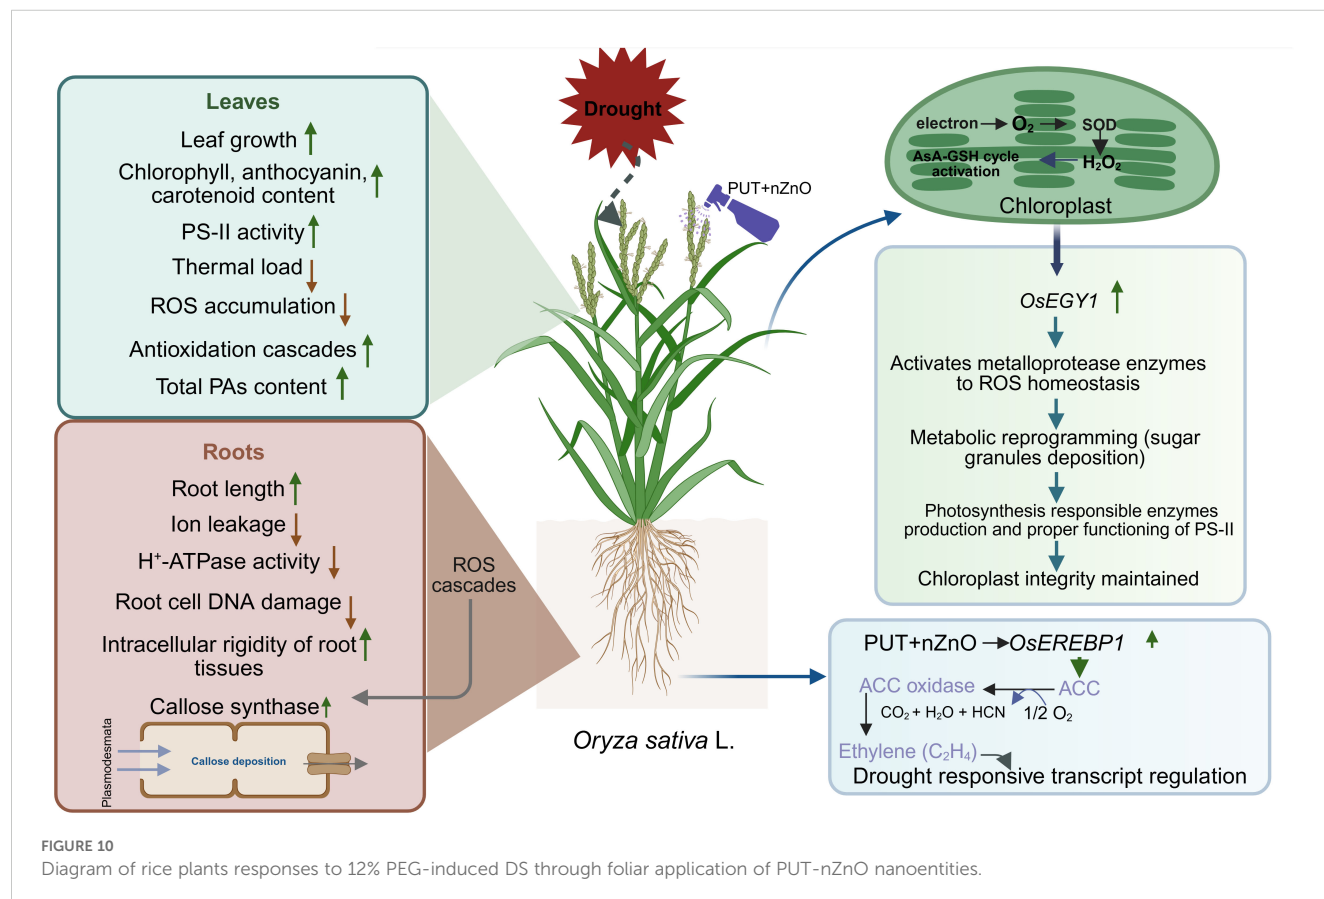 Leaves
Leaf growth
Chlorophyll, anthocyanin,
carotenoid content
PS-II activity
Thermal load
ROS accumulation
Antioxidation cascades
Total PAs content
Roots
Root length
Ion leakage
H⁺-ATPase activity
Root cell DNA damage
Intracellular rigidity of root
tissues
Callose synthase
Plasmodesmata
Callose deposition
ROS
cascades
Drought
PUT+nZnO
Oryza sativa L.
electron
O₂
SOD
AsA-GSH cycle
activation
H₂O₂
Chloroplast
OsEGY1
Activates metalloprotease enzymes
to ROS homeostasis
Metabolic reprogramming (sugar
granules deposition)
Photosynthesis responsible enzymes
production and proper functioning of PS-II
Chloroplast integrity maintained
PUT+nZnO
OsEREBP1
ACC oxidase
ACC
CO₂ + H₂O + HCN
1/2 O₂
Ethylene (C₂H₄)
Drought responsive transcript regulation
FIGURE 10
Diagram of rice plants responses to 12% PEG-induced DS through foliar application of PUT-nZnO nanoentities.